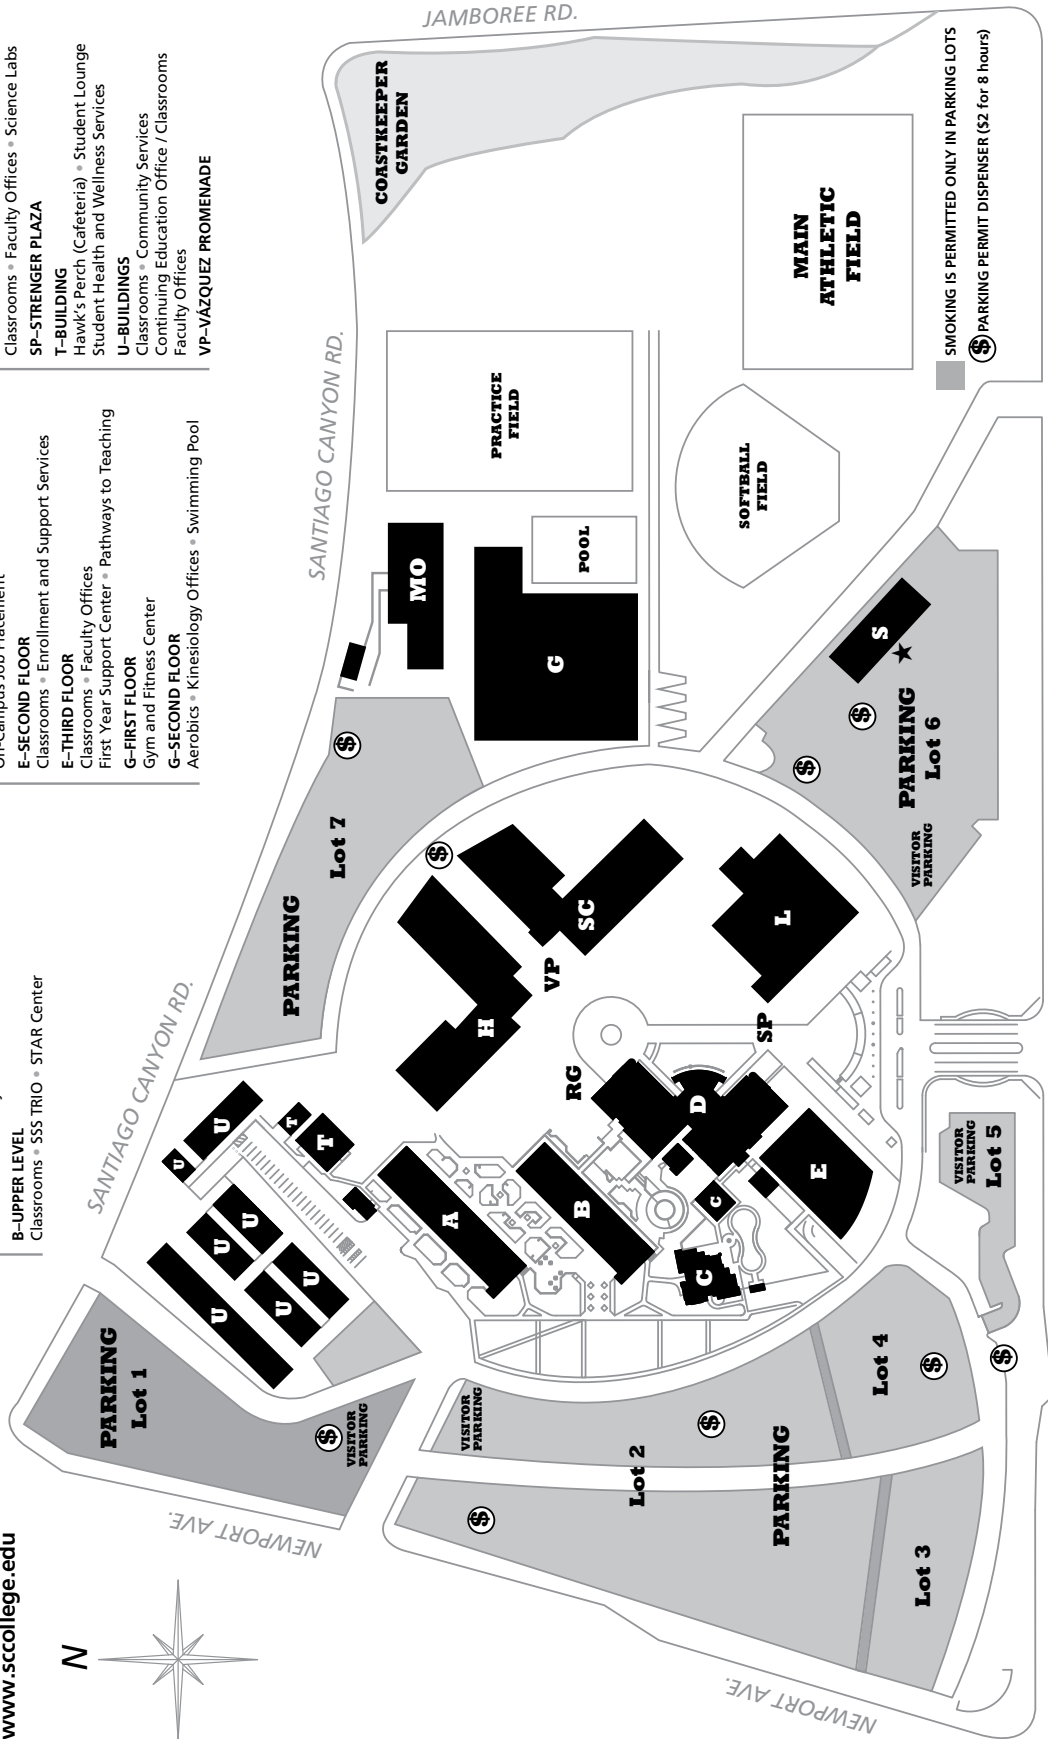 www.sccollege.edu
B–UPPER LEVEL
Classrooms • SSS TRIO • STAR Center
E–SECOND FLOOR
Classrooms • Enrollment and Support Services
E–THIRD FLOOR
Classrooms • Faculty Offices
First Year Support Center • Pathways to Teaching
G–FIRST FLOOR
Gym and Fitness Center
G–SECOND FLOOR
Aerobics • Kinesiology Offices • Swimming Pool
Classrooms • Faculty Offices • Science Labs
SP–STRENGER PLAZA
T–BUILDING
Hawk's Perch (Cafeteria) • Student Lounge
Student Health and Wellness Services
U–BUILDINGS
Classrooms • Community Services
Continuing Education Office / Classrooms
Faculty Offices
VP–VÁZQUEZ PROMENADE
N
NEWPORT AVE.
NEWPORT AVE.
SANTIAGO CANYON RD.
SANTIAGO CANYON RD.
JAMBOREE RD.
PARKING
Lot 1
$
VISITOR
PARKING
U
U
U
U
U
U
U
T
T
PARKING
Lot 7
$
$
COASTKEEPER
GARDEN
MO
PRACTICE
FIELD
G
POOL
MAIN
ATHLETIC
FIELD
SOFTBALL
FIELD
A
B
C
C
D
E
H
VP
SC
RG
SP
L
VISITOR
PARKING
$
Lot 2
$
PARKING
Lot 3
Lot 4
$
$
VISITOR
PARKING
Lot 5
VISITOR
PARKING
PARKING
Lot 6
$
$
S
SMOKING IS PERMITTED ONLY IN PARKING LOTS
$ PARKING PERMIT DISPENSER ($2 for 8 hours)